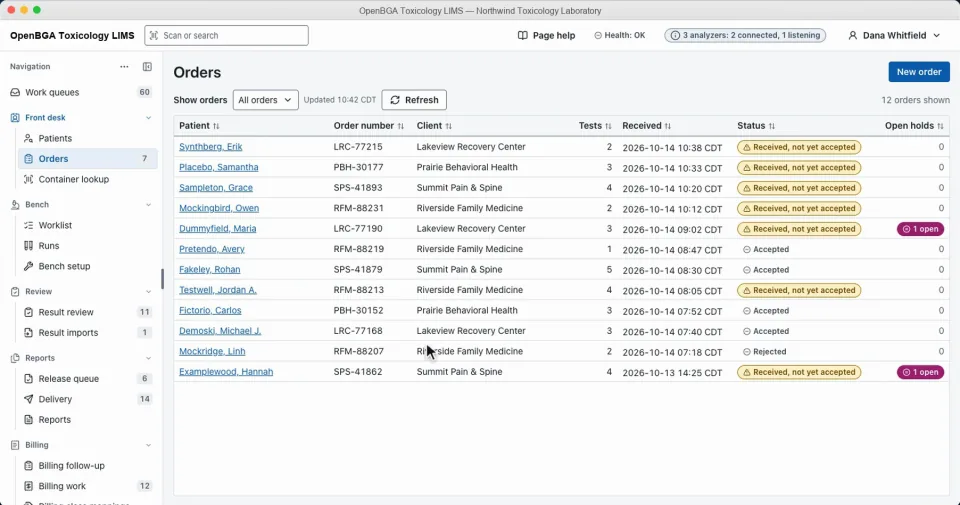 OpenBGA Toxicology LIMS — Northwind Toxicology Laboratory
OpenBGA Toxicology LIMS
Scan or search
Page help
Health: OK
3 analyzers: 2 connected, 1 listening
Dana Whitfield
Navigation
Work queues 60
Front desk
Patients
Orders 7
Container lookup
Bench
Worklist
Runs
Bench setup
Review
Result review 11
Result imports 1
Reports
Release queue 6
Delivery 14
Reports
Billing
Billing follow-up
Billing work 12
Orders
New order
Show orders All orders Updated 10:42 CDT Refresh 12 orders shown
Patient Order number Client Tests Received Status Open holds
Synthberg, Erik LRC-77215 Lakeview Recovery Center 2 2026-10-14 10:38 CDT Received, not yet accepted 0
Placebo, Samantha PBH-30177 Prairie Behavioral Health 3 2026-10-14 10:33 CDT Received, not yet accepted 0
Sampleton, Grace SPS-41893 Summit Pain & Spine 4 2026-10-14 10:20 CDT Received, not yet accepted 0
Mockingbird, Owen RFM-88231 Riverside Family Medicine 2 2026-10-14 10:12 CDT Received, not yet accepted 0
Dummyfield, Maria LRC-77190 Lakeview Recovery Center 3 2026-10-14 09:02 CDT Received, not yet accepted 1 open
Pretendo, Avery RFM-88219 Riverside Family Medicine 1 2026-10-14 08:47 CDT Accepted 0
Fakeley, Rohan SPS-41879 Summit Pain & Spine 5 2026-10-14 08:30 CDT Accepted 0
Testwell, Jordan A. RFM-88213 Riverside Family Medicine 4 2026-10-14 08:05 CDT Received, not yet accepted 0
Fictorio, Carlos PBH-30152 Prairie Behavioral Health 3 2026-10-14 07:52 CDT Accepted 0
Demoski, Michael J. LRC-77168 Lakeview Recovery Center 3 2026-10-14 07:40 CDT Accepted 0
Mockridge, Linh RFM-88207 Riverside Family Medicine 2 2026-10-14 07:18 CDT Rejected 0
Examplewood, Hannah SPS-41862 Summit Pain & Spine 4 2026-10-13 14:25 CDT Received, not yet accepted 1 open